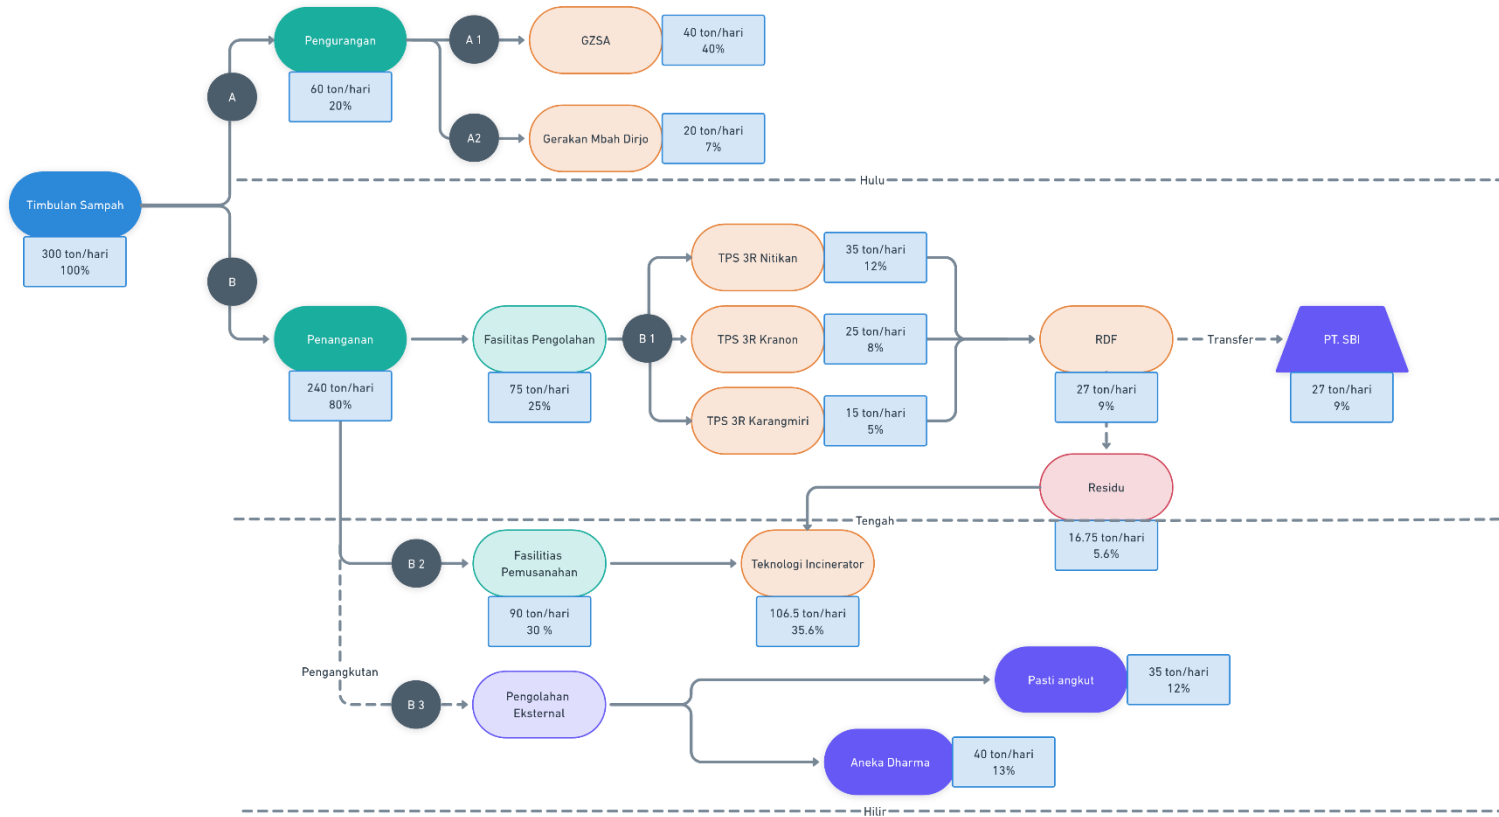 Pengurangan
60 ton/hari
20%
A 1
GZSA
40 ton/hari
40%
A
A2
Gerakan Mbah Dirjo
20 ton/hari
7%
Hulu
Timbulan Sampah
300 ton/hari
100%
B
TPS 3R Nitikan
35 ton/hari
12%
Penanganan
240 ton/hari
80%
Fasilitas Pengolahan
75 ton/hari
25%
B 1
TPS 3R Kranon
25 ton/hari
8%
RDF
27 ton/hari
9%
Transfer
PT. SBI
27 ton/hari
9%
TPS 3R Karangmiri
15 ton/hari
5%
Residu
16.75 ton/hari
5.6%
Tengah
B 2
Fasilitias
Pemusanahan
90 ton/hari
30 %
Teknologi Incinerator
106.5 ton/hari
35.6%
Pengangkutan
B 3
Pengolahan
Eksternal
Pasti angkut
35 ton/hari
12%
Aneka Dharma
40 ton/hari
13%
Hilir